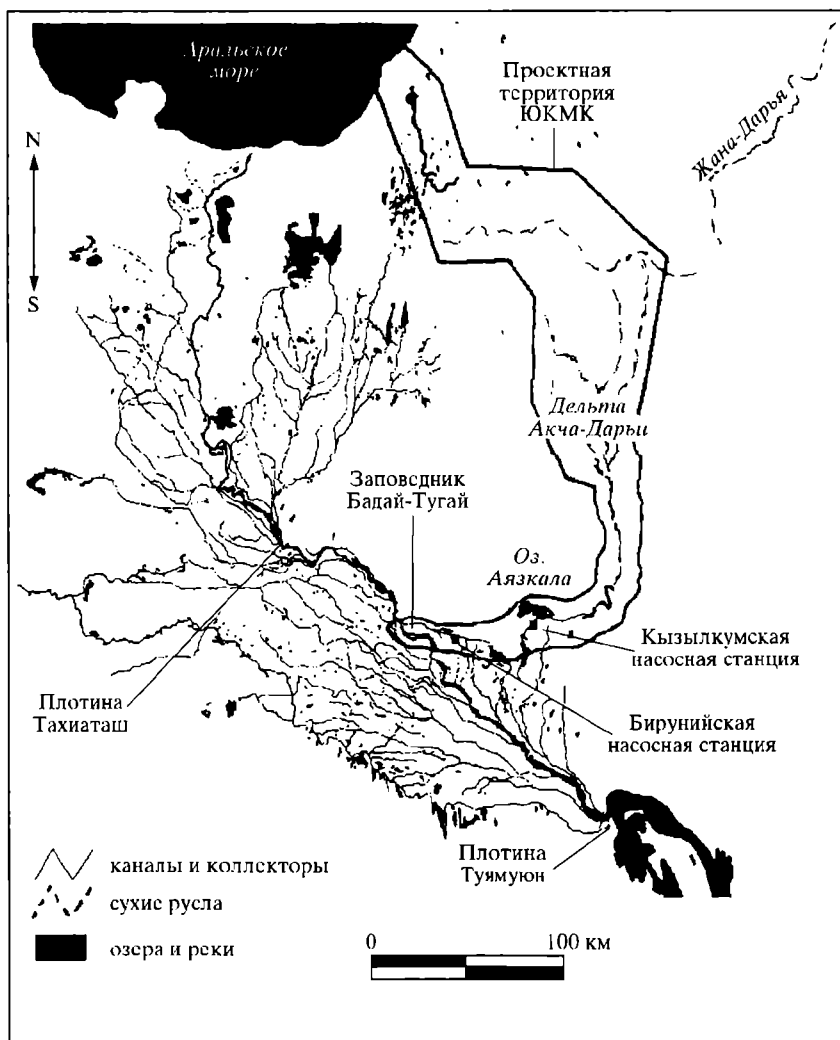 Аральское
море
Проектная
территория
ЮКМК
Жана-Дарья
N
S
Дельта
Акча-Дарьи
Заповедник
Бадай-Тугай
Оз.
Аязкала
Кызылкумская
насосная станция
Плотина
Тахиаташ
Бирунийская
насосная станция
Плотина
Туямуюн
каналы и коллекторы
сухие русла
озера и реки
0 100 км